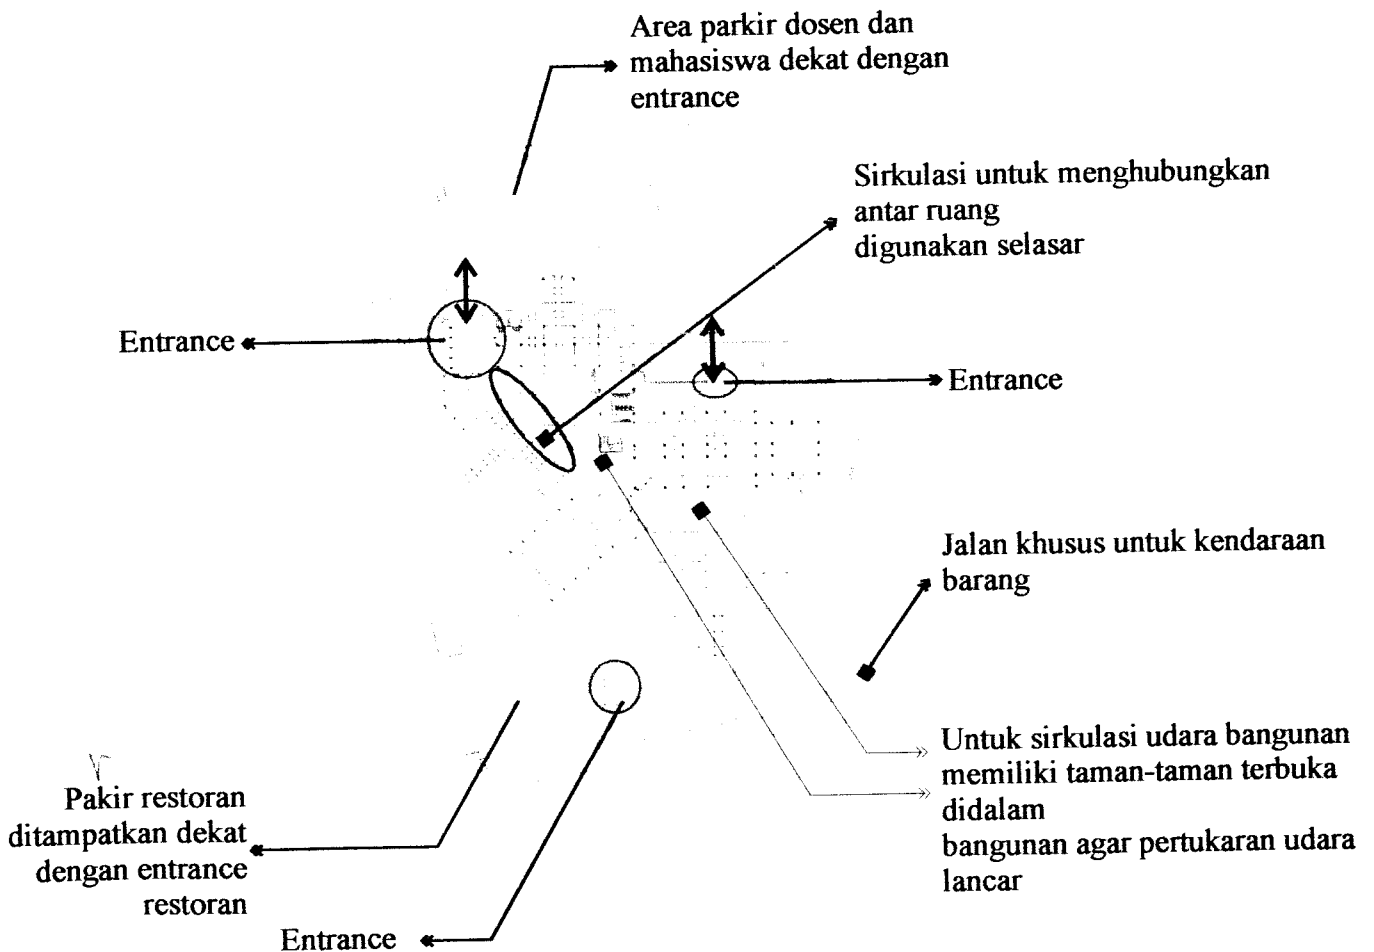 Area parkir dosen dan
mahasiswa dekat dengan
entrance
Sirkulasi untuk menghubungkan
antar ruang
digunakan selasar
Entrance
Entrance
Jalan khusus untuk kendaraan
barang
Untuk sirkulasi udara bangunan
memiliki taman-taman terbuka
didalam
bangunan agar pertukaran udara
lancar
Pakir restoran
ditampatkan dekat
dengan entrance
restoran
Entrance